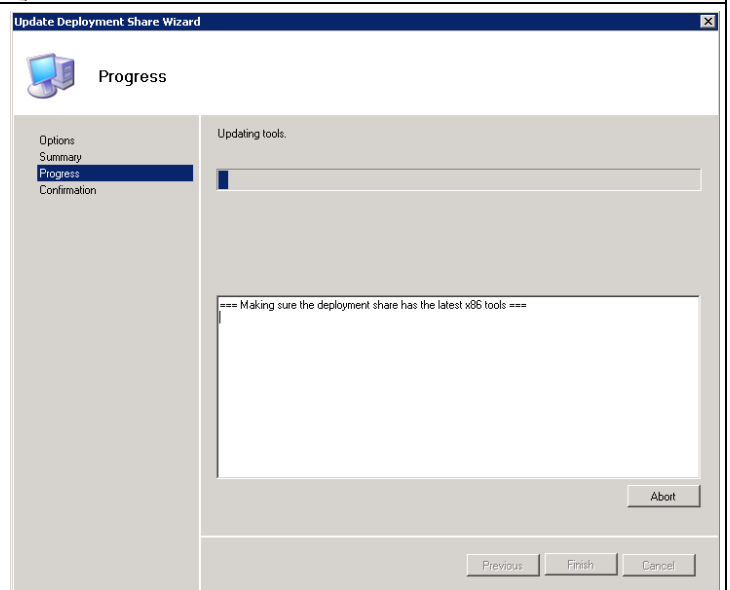 Update Deployment Share Wizard
Progress
Options
Summary
Progress
Confirmation
Updating tools.
=== Making sure the deployment share has the latest x86 tools ===
Abort
Previous
Finish
Cancel